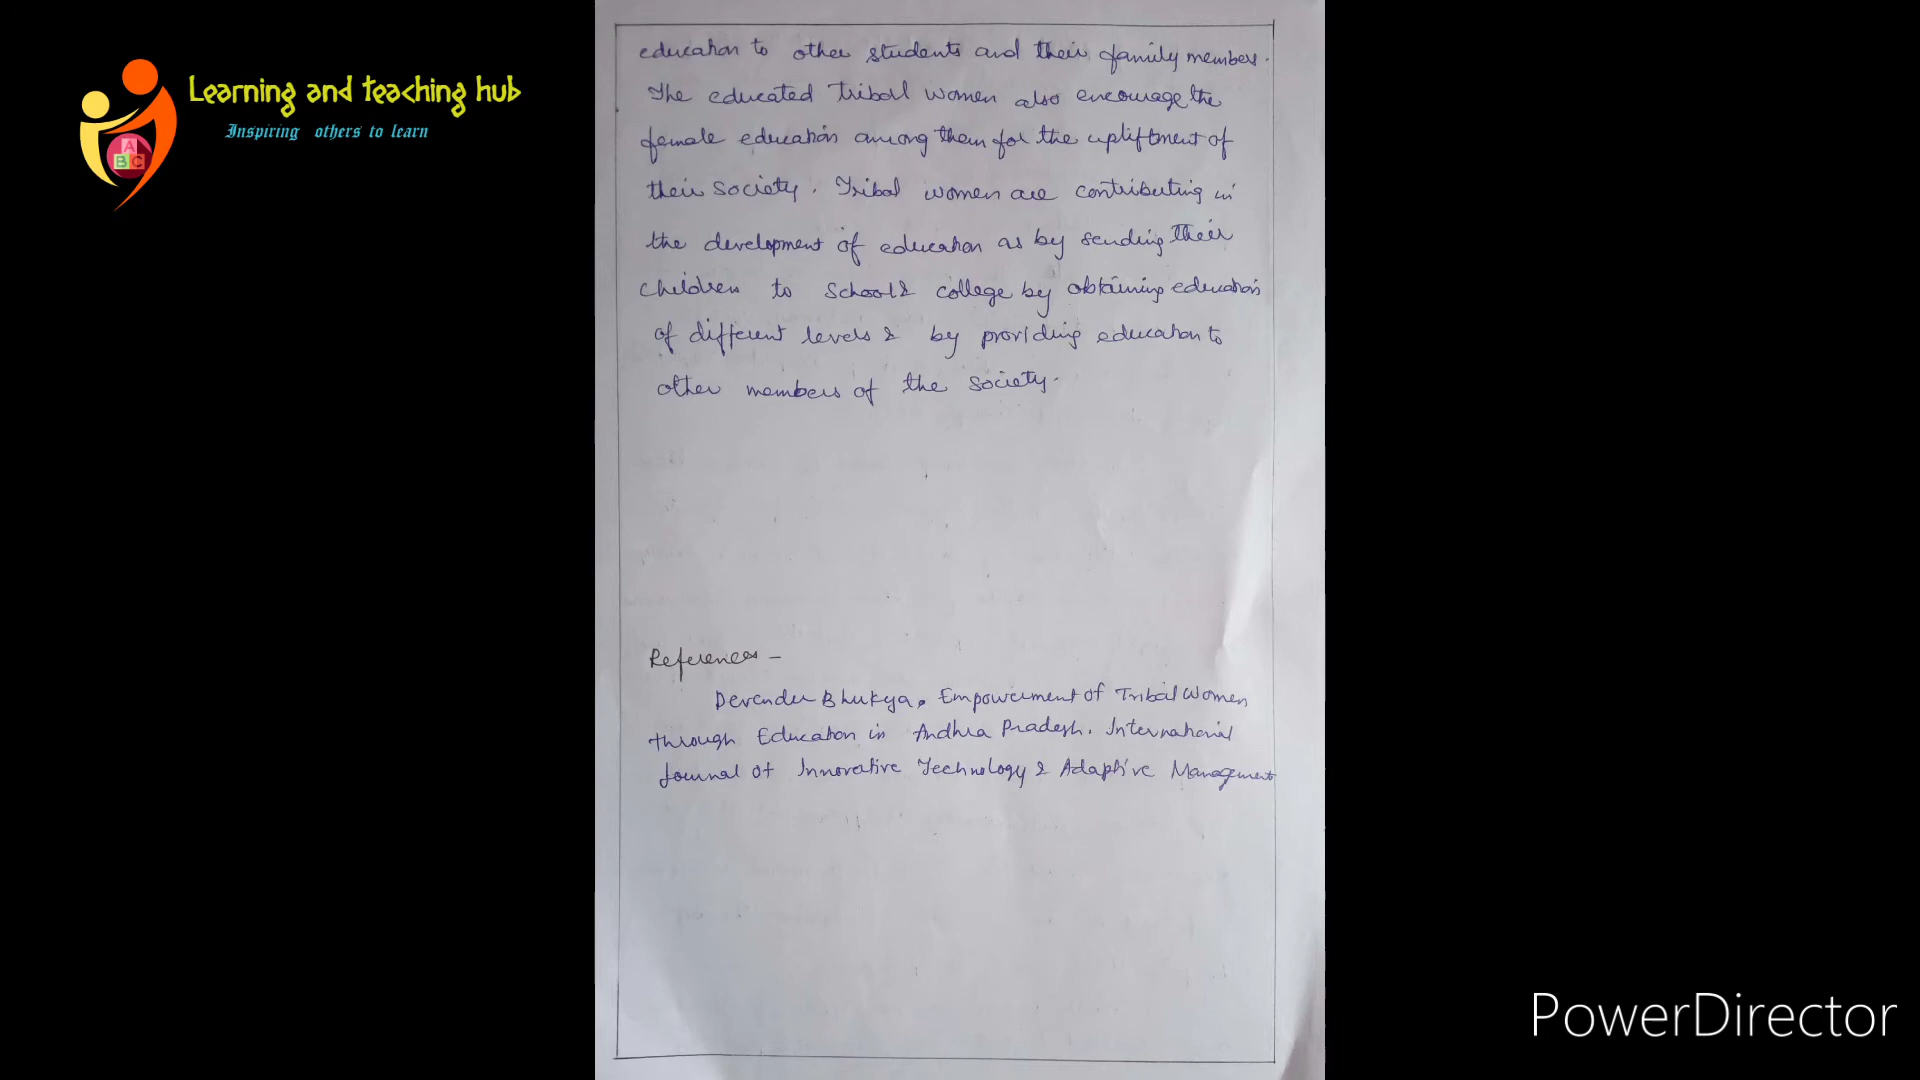 Learning and teaching hub
Inspiring others to learn
A
B C
education to other students and their family members.
The educated triball women also encourage the
female education among them for the upliftment of
their society. Tribal women are contributing in
the development of education as by sending their
children to school & college by obtaining education
of different levels & by providing education to
other members of the society.
References -
Devender Bhukya, Empowerment of Tribal Women
through Education in Andhra Pradesh. International
Journal of Innovative Technology & Adaptive Management
PowerDirector